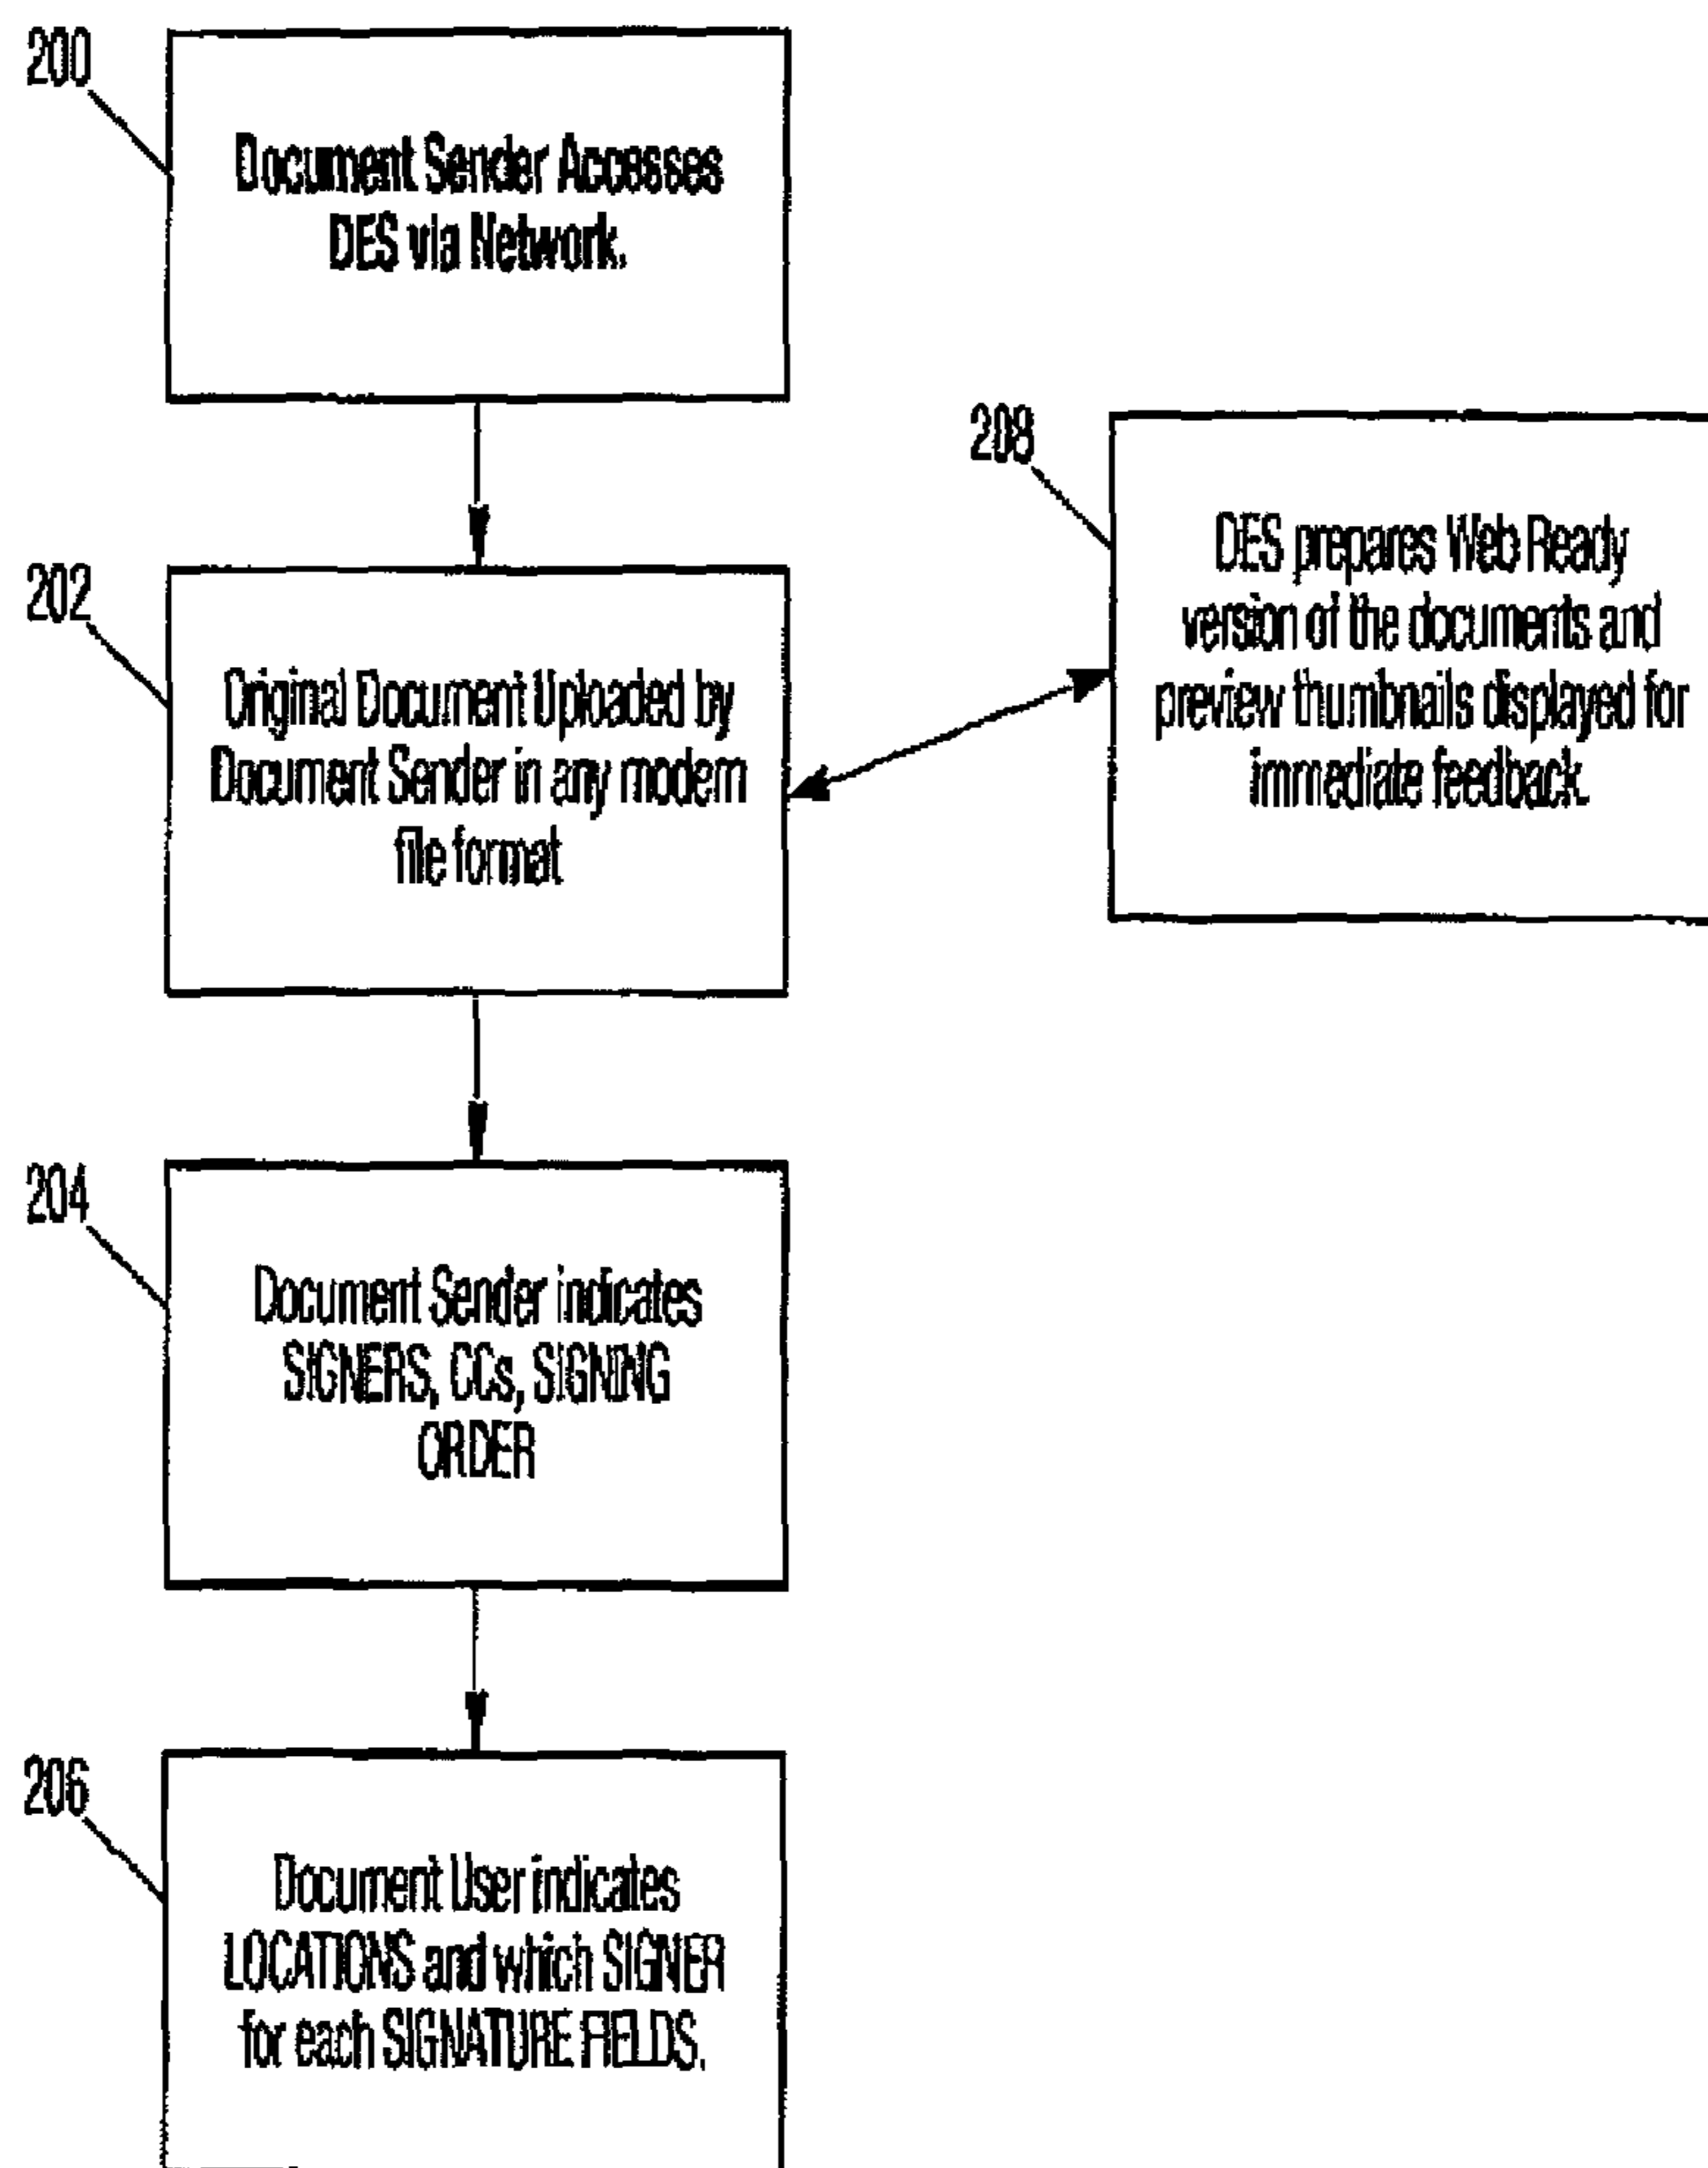 200
Document Sender Accesses
DES via Network.
202
Original Document Uploaded by
Document Sender in any modern
file format
208
DES prepares Web Ready
version of the documents and
preview thumbnails displayed for
immediate feedback.
204
Document Sender indicates
SIGNERS, CCs, SIGNING
ORDER
206
Document User indicates
LOCATIONS and which SIGNER
for each SIGNATURE FIELDS.